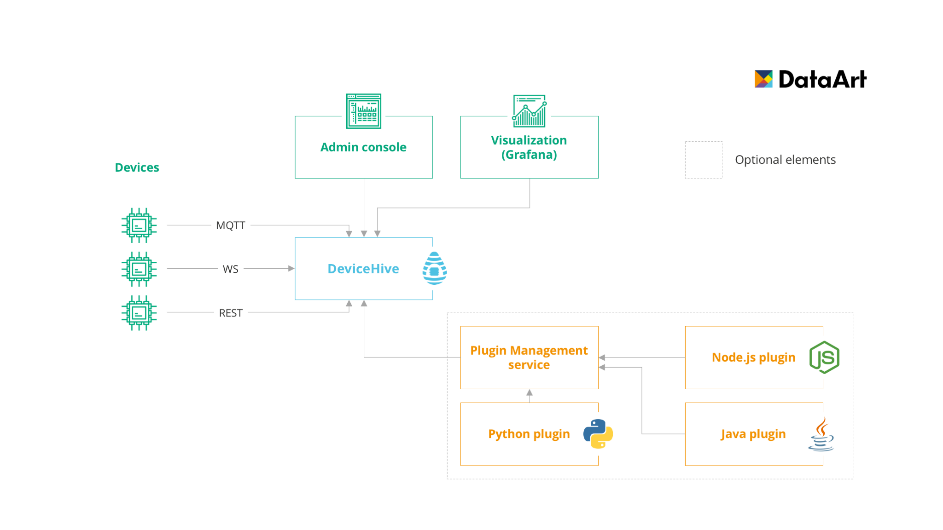 DataArt
Admin console
Visualization
(Grafana)
Optional elements
Devices
MQTT
WS
REST
DeviceHive
Plugin Management
service
Node.js plugin
JS
Python plugin
Java plugin